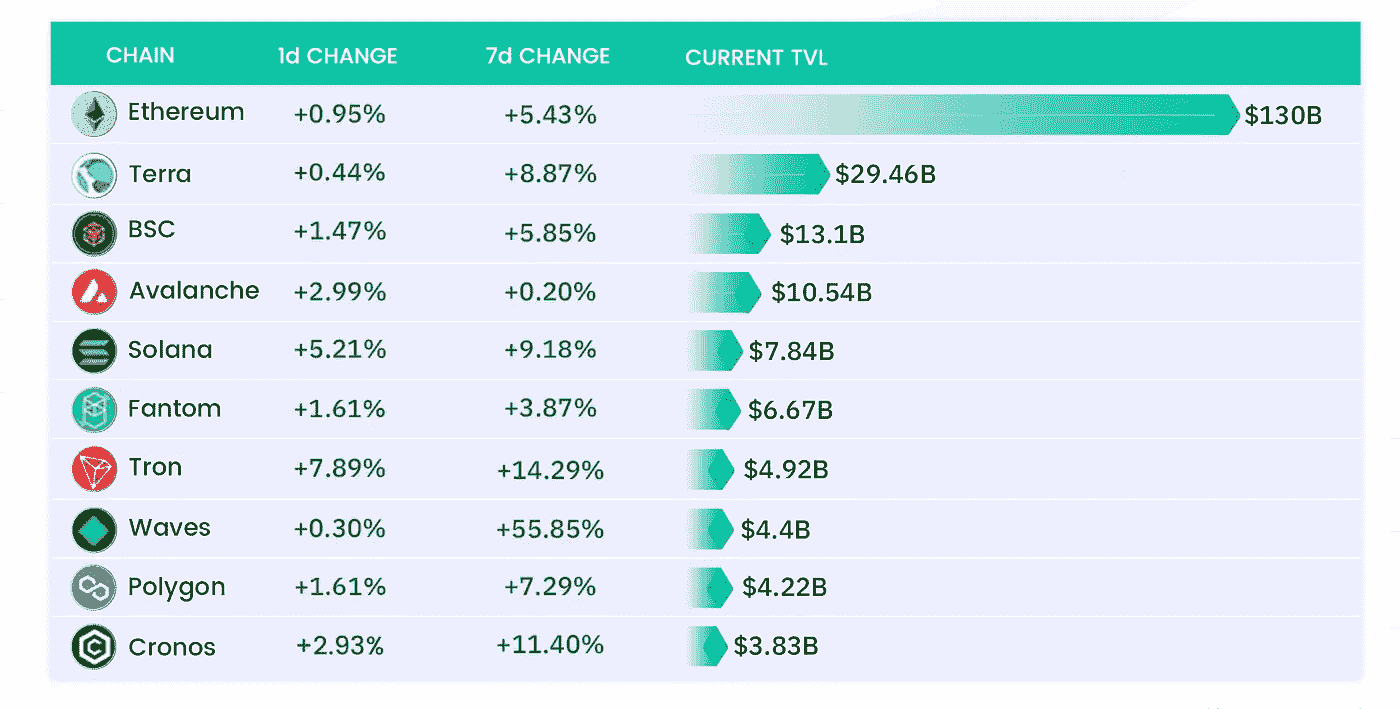 CHAIN 1d CHANGE 7d CHANGE CURRENT TVL
Ethereum +0.95% +5.43% $130B
Terra +0.44% +8.87% $29.46B
BSC +1.47% +5.85% $13.1B
Avalanche +2.99% +0.20% $10.54B
Solana +5.21% +9.18% $7.84B
Fantom +1.61% +3.87% $6.67B
Tron +7.89% +14.29% $4.92B
Waves +0.30% +55.85% $4.4B
Polygon +1.61% +7.29% $4.22B
Cronos +2.93% +11.40% $3.83B